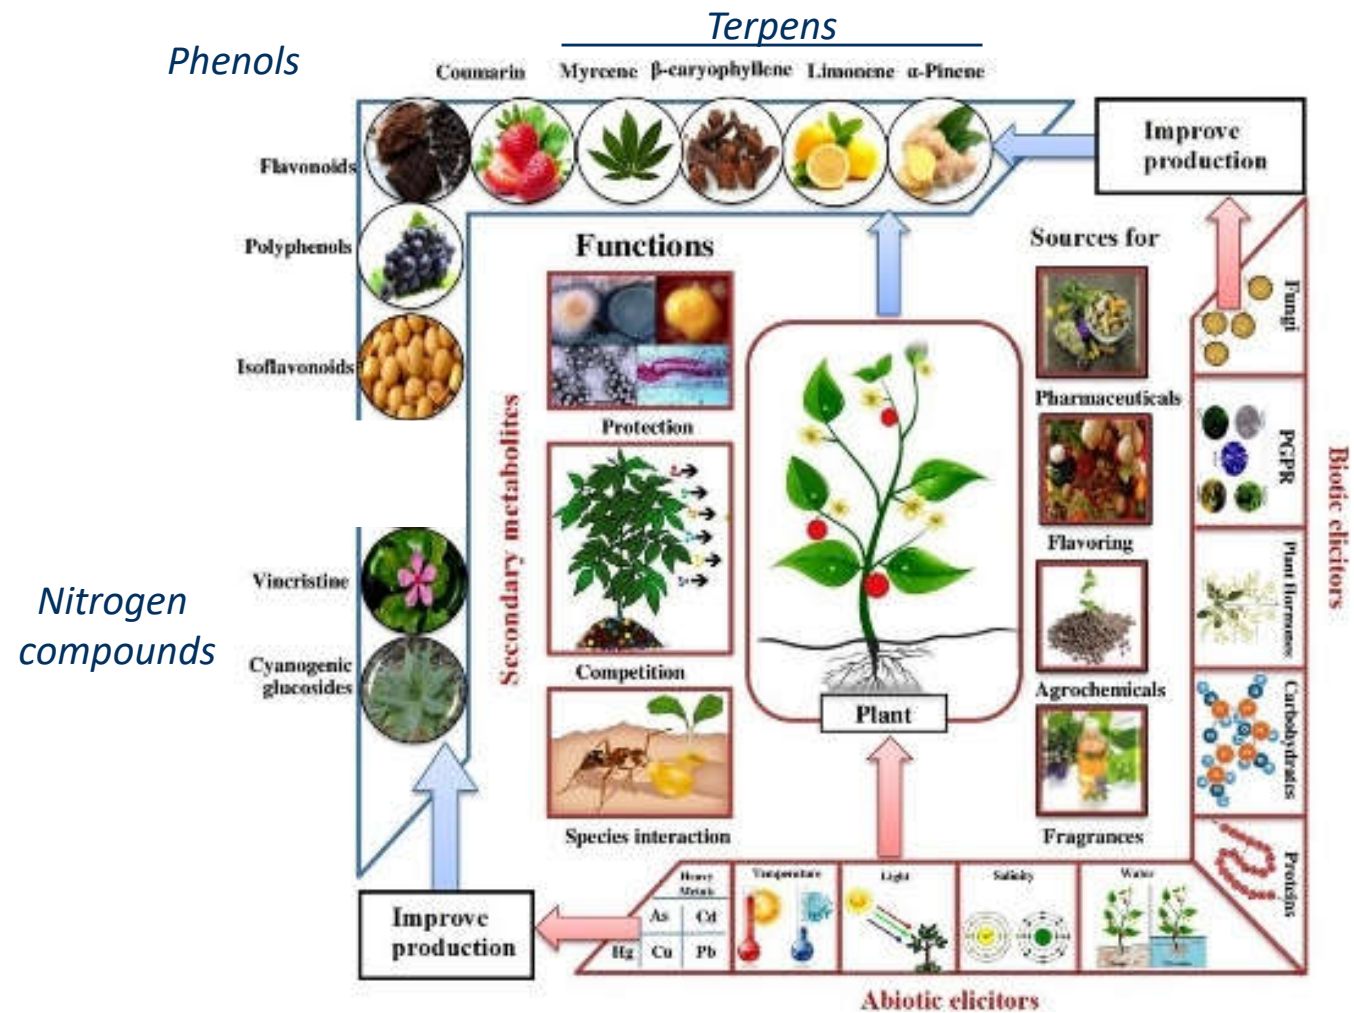 Terpens
Phenols
Coumarin
Myrcene
β-caryophyllene
Limonene
α-Pinene
Improve
production
Flavonoids
Polyphenols
Isoflavonoids
Vincristine
Cyanogenic
glucosides
Nitrogen
compounds
Secondary metabolites
Functions
Protection
Competition
Species interaction
Plant
Sources for
Pharmaceuticals
Flavoring
Agrochemicals
Fragrances
Fungi
PGPR
Plant Hormones
Carbohydrates
Proteins
Biotic elicitors
Improve
production
Heavy
Metals
As
Cd
Hg
Cu
Pb
Temperature
Light
Salinity
Water
Abiotic elicitors